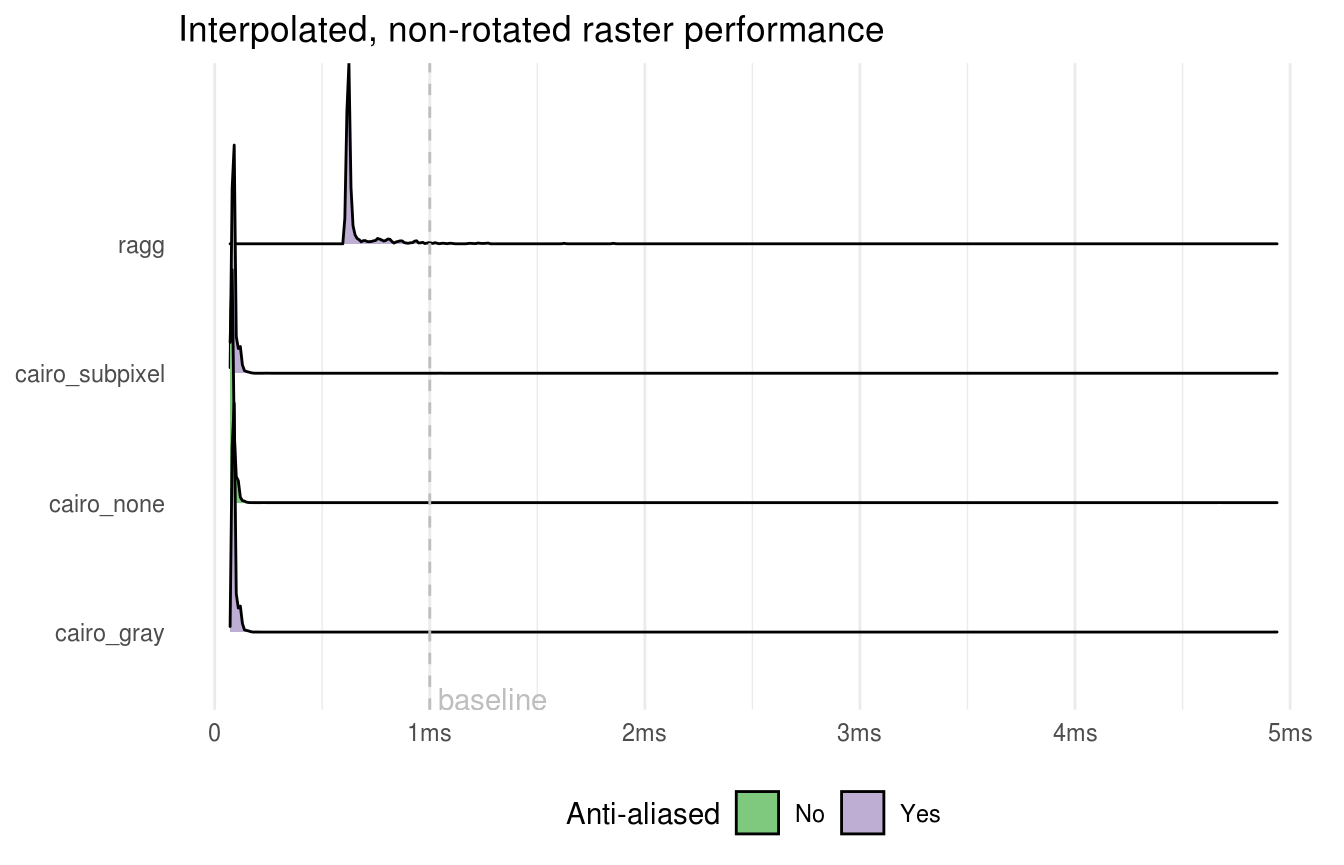 Interpolated, non-rotated raster performance
ragg
cairo_subpixel
cairo_none
cairo_gray
baseline
0 1ms 2ms 3ms 4ms 5ms
Anti-aliased No Yes